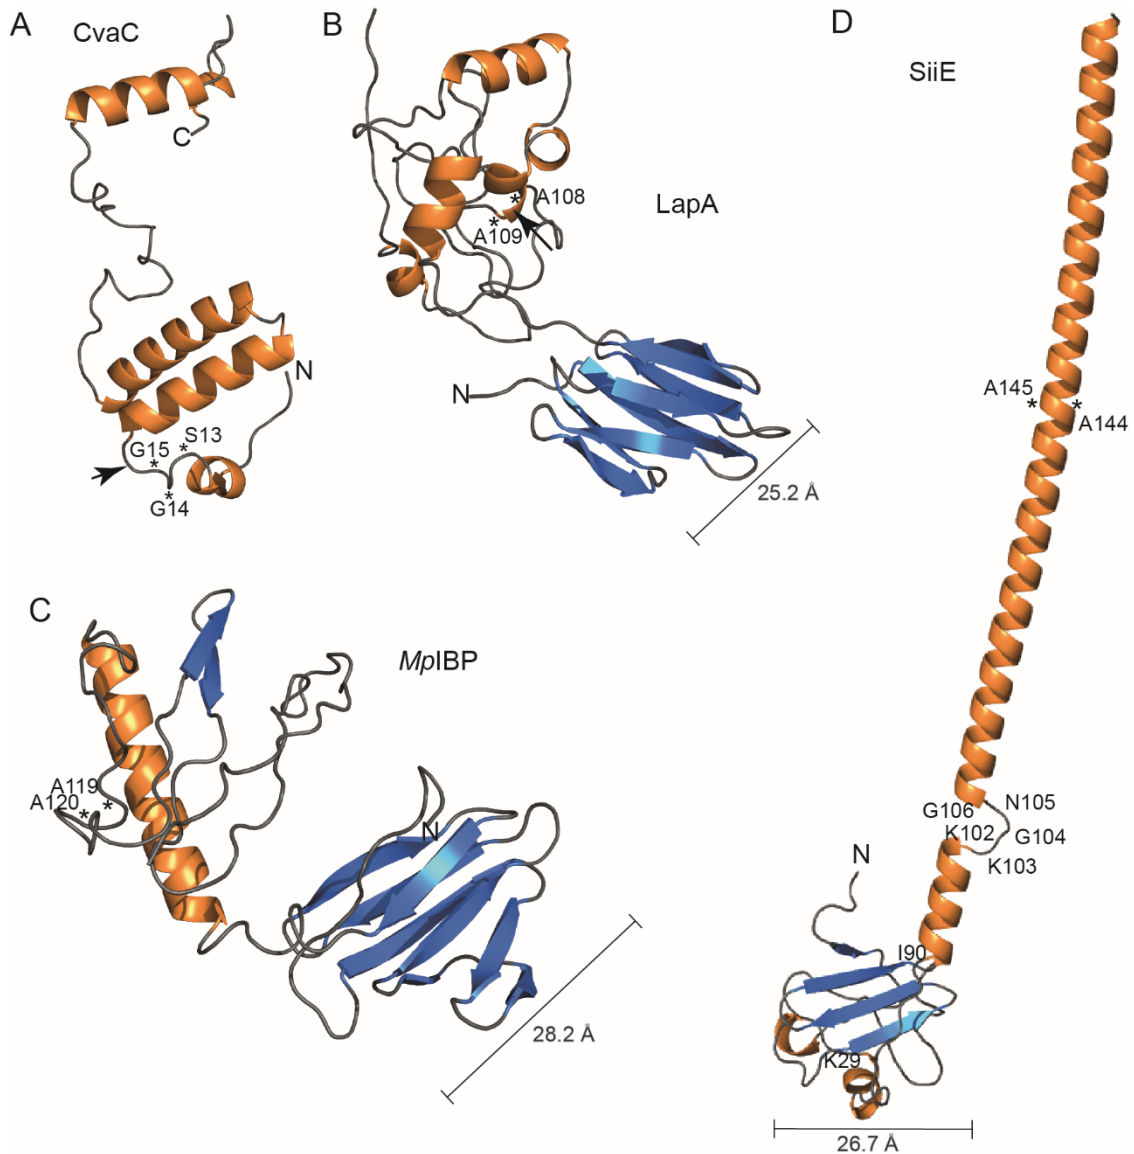 A
CvaC
C
N
G15
S13
G14
B
A108
A109
LapA
N
25.2 Å
C
MpIBP
A119
A120
N
28.2 Å
D
SiiE
A145
A144
G106
N105
K102
G104
K103
N
I90
K29
26.7 Å